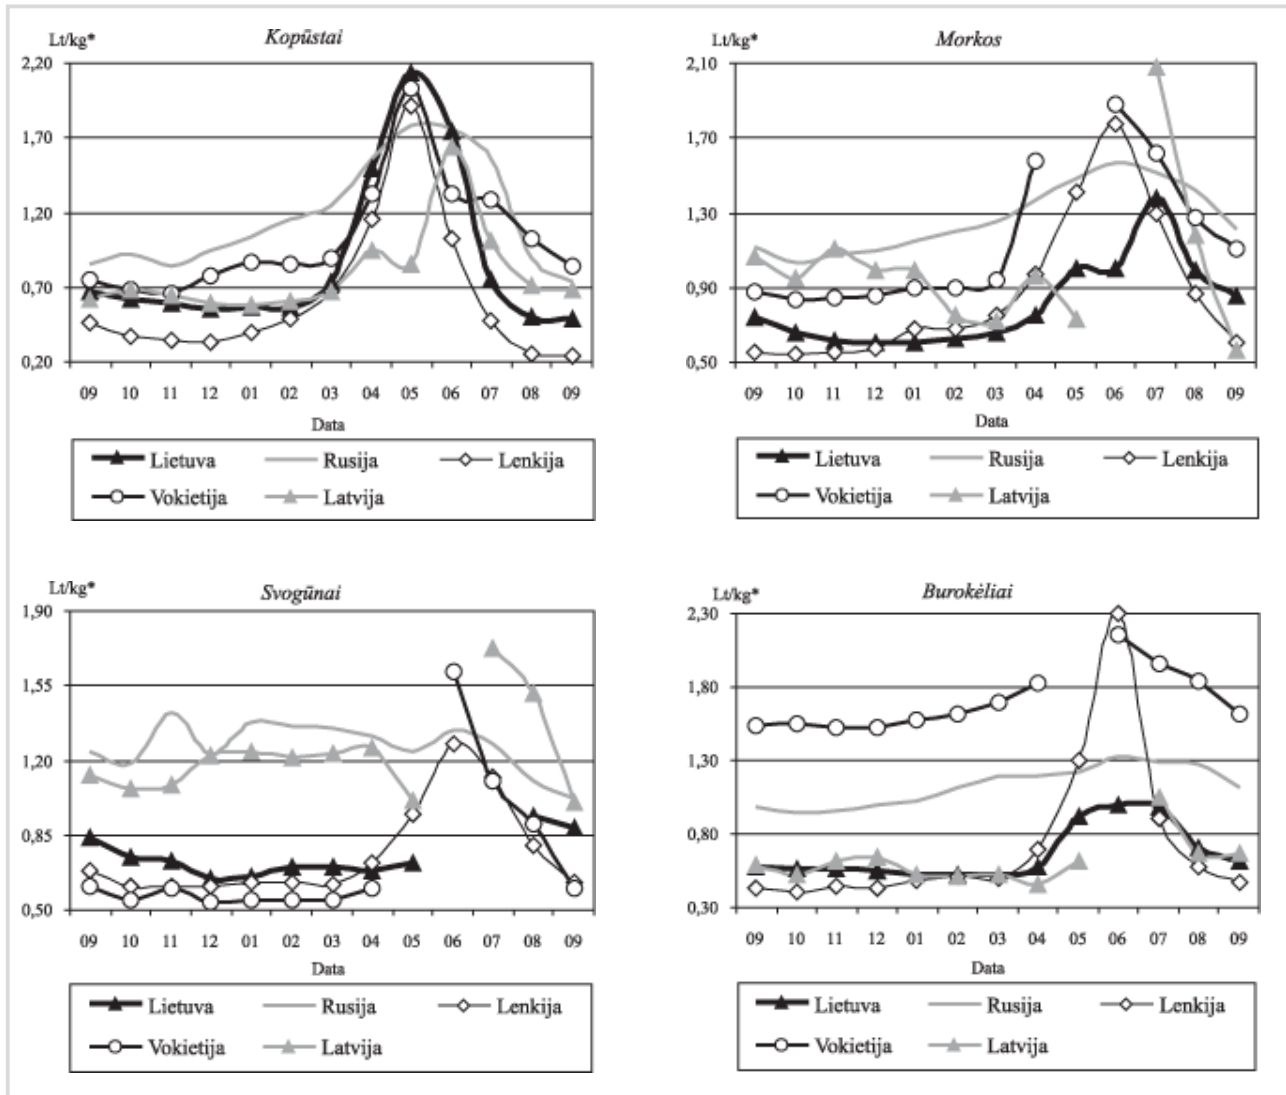 Lt/kg* Kopūstai
2,20
1,70
1,20
0,70
0,20
09 10 11 12 01 02 03 04 05 06 07 08 09
Data
Lietuva Rusija Lenkija
Vokietija Latvija
Lt/kg* Morkos
2,10
1,70
1,30
0,90
0,50
09 10 11 12 01 02 03 04 05 06 07 08 09
Data
Lietuva Rusija Lenkija
Vokietija Latvija
Lt/kg* Svogūnai
1,90
1,55
1,20
0,85
0,50
09 10 11 12 01 02 03 04 05 06 07 08 09
Data
Lietuva Rusija Lenkija
Vokietija Latvija
Lt/kg* Burokėliai
2,30
1,80
1,30
0,80
0,30
09 10 11 12 01 02 03 04 05 06 07 08 09
Data
Lietuva Rusija Lenkija
Vokietija Latvija